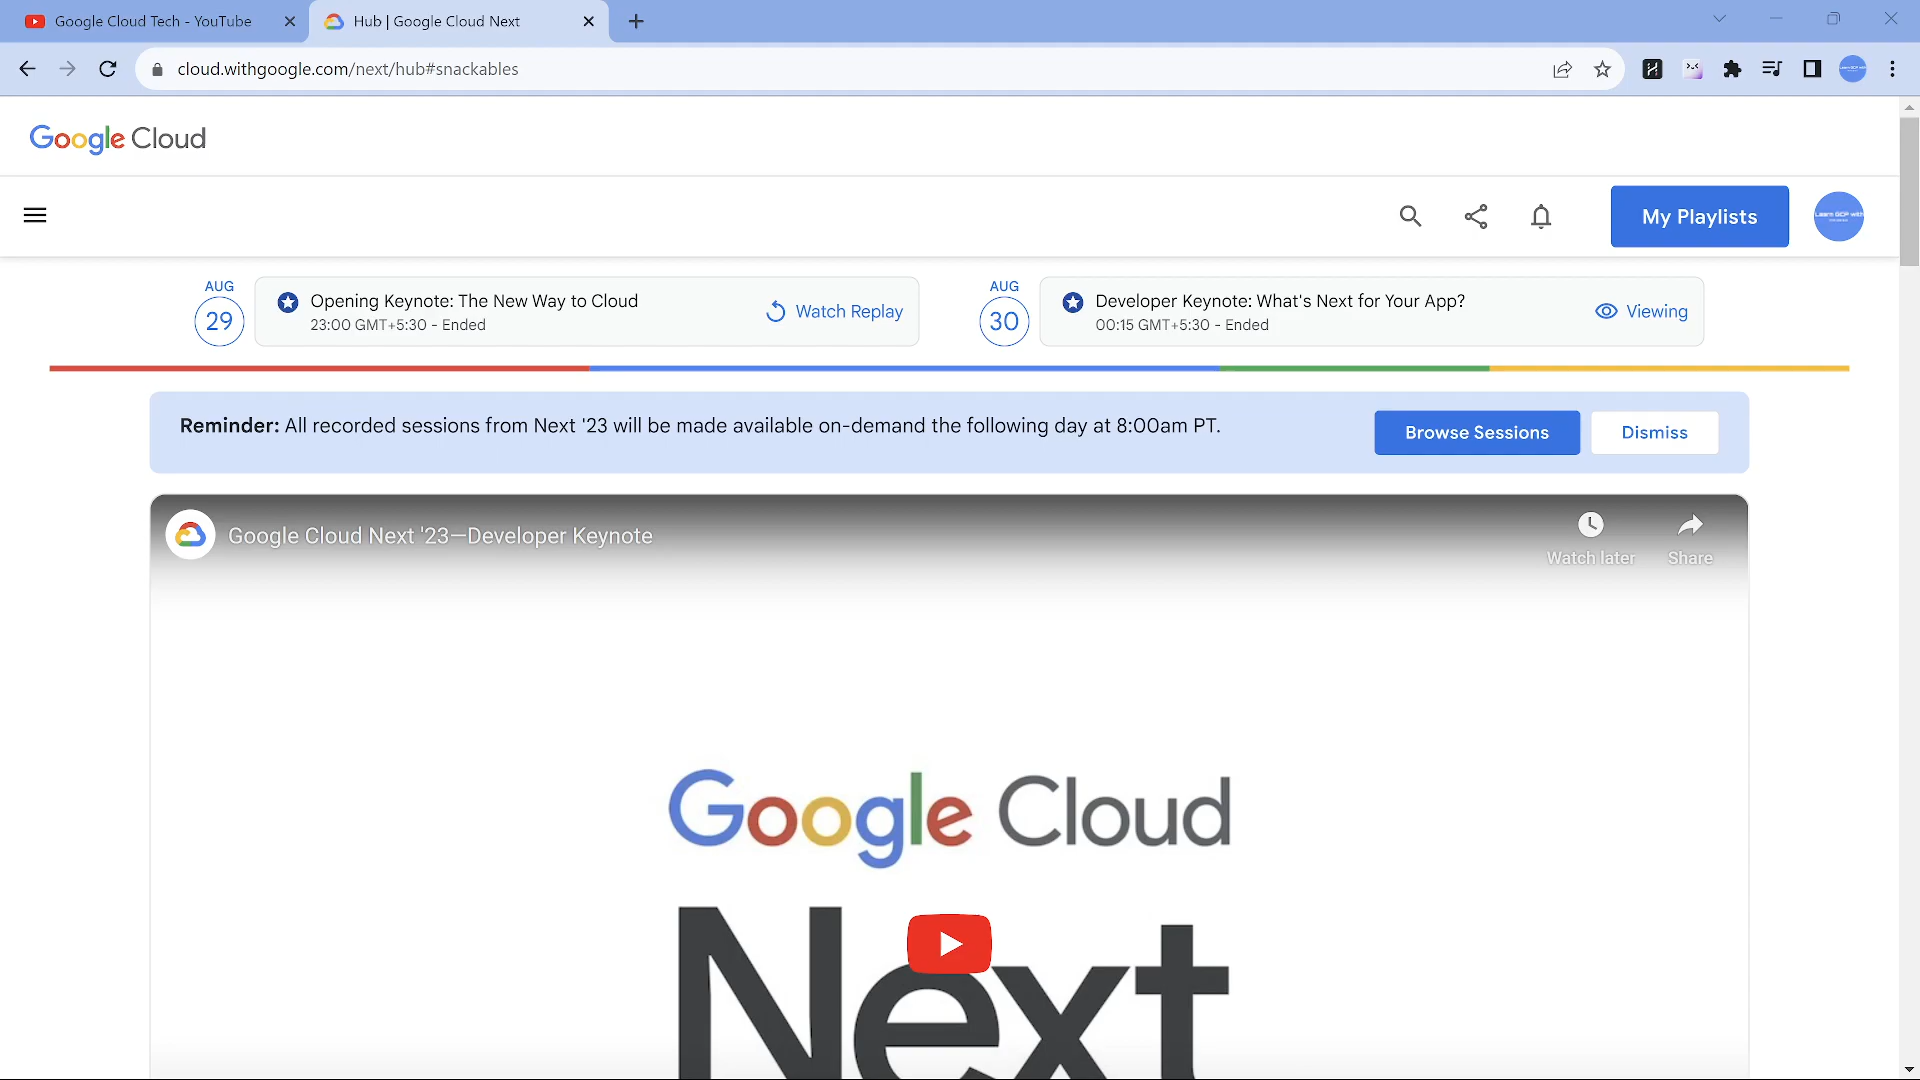 Google Cloud Tech - YouTube
Hub | Google Cloud Next
cloud.withgoogle.com/next/hub#snackables
Google Cloud
My Playlists
AUG
29
Opening Keynote: The New Way to Cloud
23:00 GMT+5:30 - Ended
Watch Replay
AUG
30
Developer Keynote: What's Next for Your App?
00:15 GMT+5:30 - Ended
Viewing
Reminder: All recorded sessions from Next '23 will be made available on-demand the following day at 8:00am PT.
Browse Sessions
Dismiss
Google Cloud Next '23—Developer Keynote
Watch later
Share
Google Cloud
Next